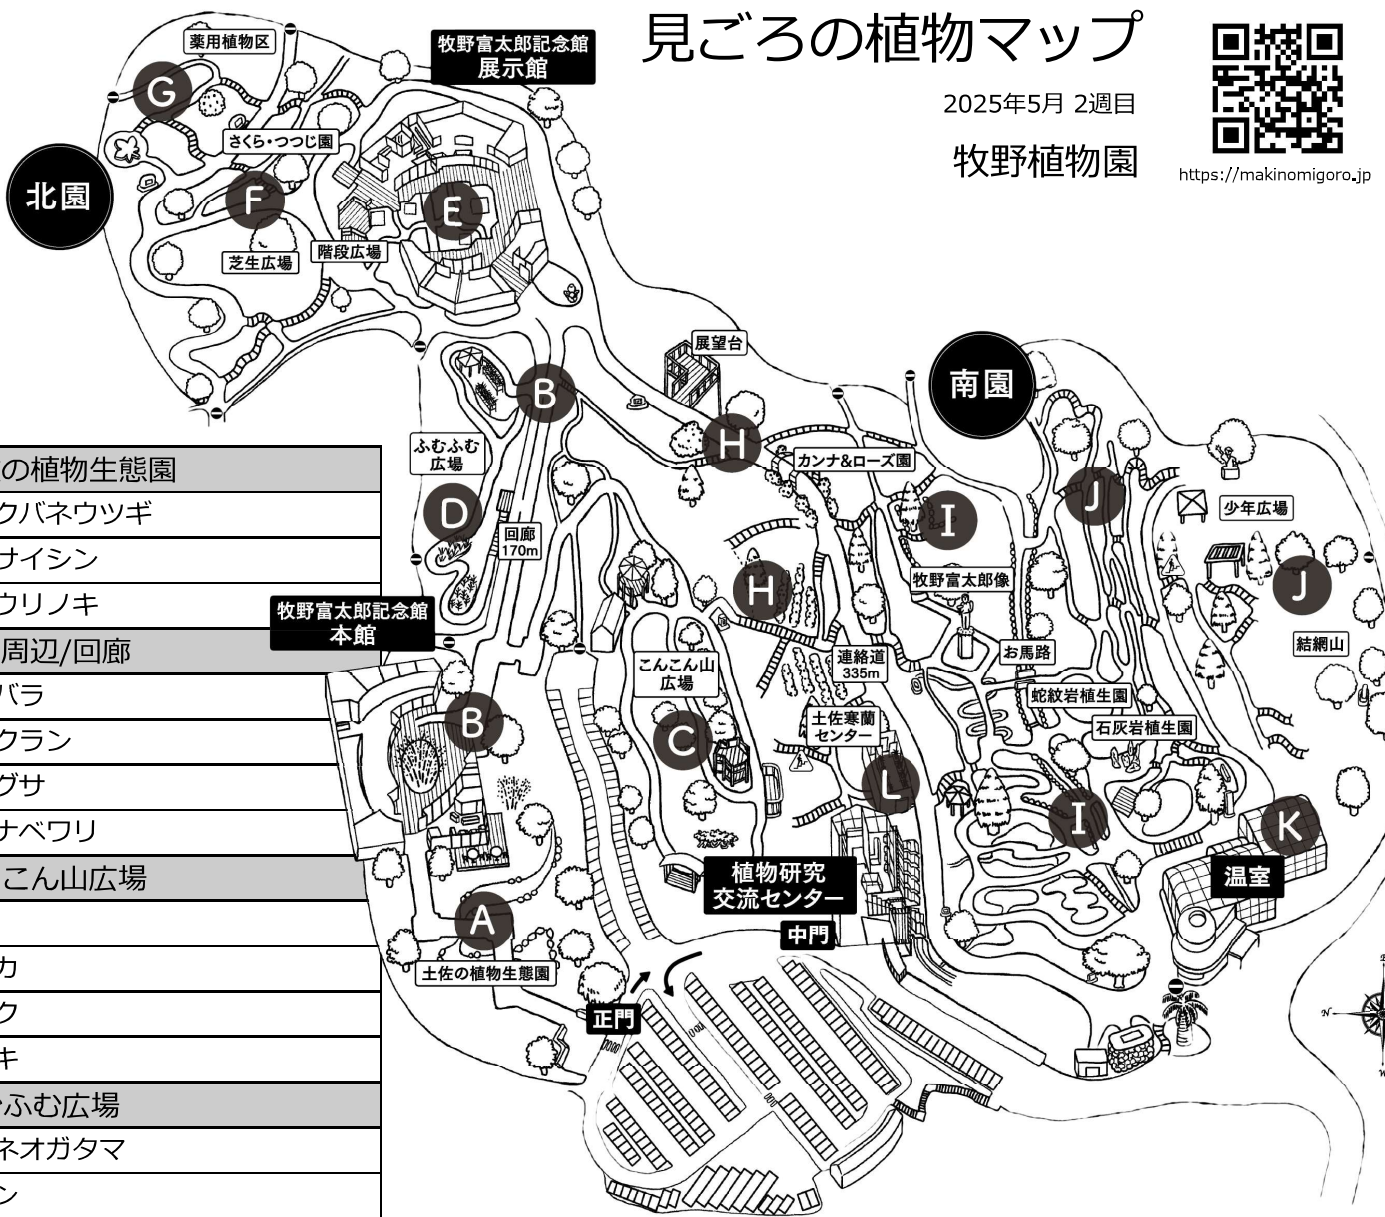 見ごろの植物マップ
2025年5月 2週目
牧野植物園
https://makinomigoro.jp
薬用植物区
牧野富太郎記念館
展示館
G
さくら・つつじ園
北園
F
E
芝生広場
階段広場
展望台
南園
B
H
ふむふむ
広場
カンナ&ローズ園
D
I
J
少年広場
回廊
170m
牧野富太郎像
H
J
牧野富太郎記念館
本館
結網山
お馬路
こんこん山
広場
連絡道
335m
蛇紋岩植生園
B
C
土佐寒蘭
センター
石灰岩植生園
L
I
K
植物研究
交流センター
温室
A
中門
土佐の植物生態園
正門
N
の植物生態園
クバネウツギ
サイシン
ウリノキ
周辺/回廊
バラ
クラン
グサ
ナベワリ
こん山広場
カ
ク
キ
ふむ広場
ネオガタマ
ン